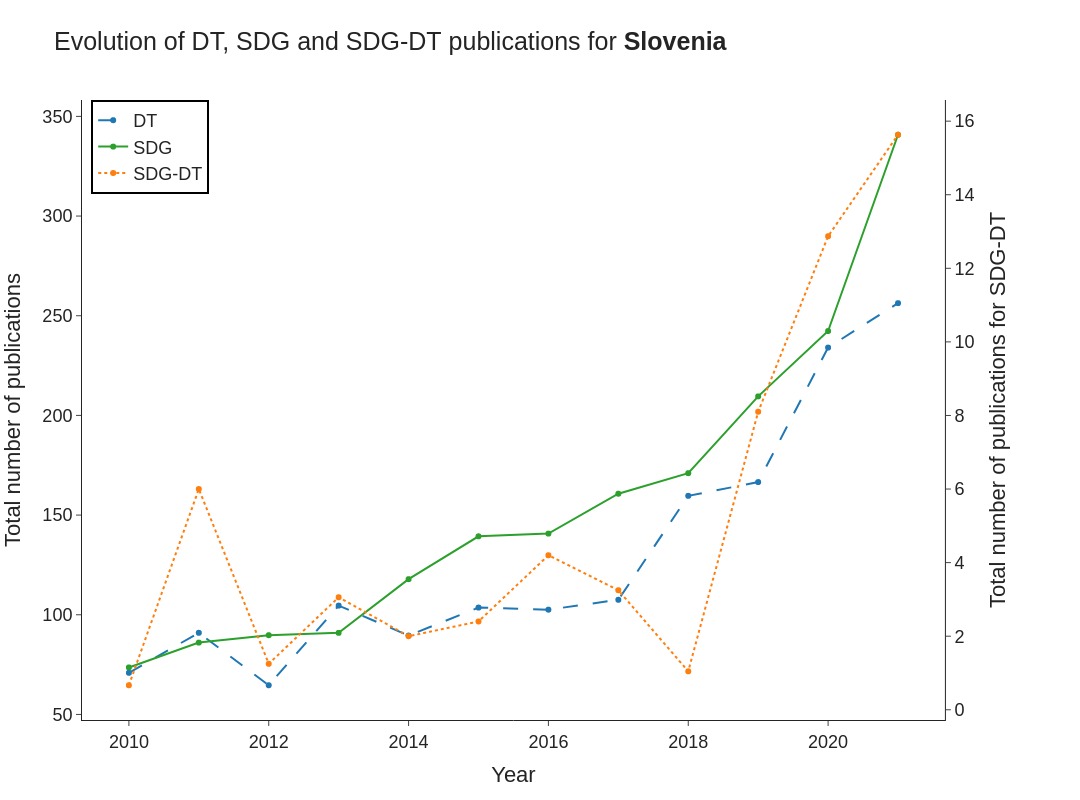 Evolution of DT, SDG and SDG-DT publications for Slovenia
DT
SDG
SDG-DT
Total number of publications
350
300
250
200
150
100
50
16
14
12
10
8
6
4
2
0
Total number of publications for SDG-DT
2010 2012 2014 2016 2018 2020
Year